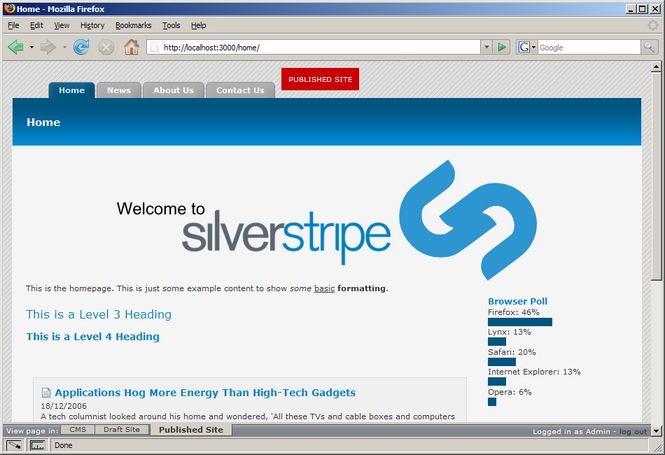 Home - Mozilla Firefox
File Edit View History Bookmarks Tools Help
http://localhost:3000/home/
G Google
PUBLISHED SITE
Home News About Us Contact Us
Home
Welcome to
silverstripe
This is the homepage. This is just some example content to show some basic formatting.
This is a Level 3 Heading
This is a Level 4 Heading
Browser Poll
Firefox: 46%
Lynx: 13%
Safari: 20%
Internet Explorer: 13%
Opera: 6%
Applications Hog More Energy Than High-Tech Gadgets
18/12/2006
A tech columnist looked around his home and wondered, 'All these TVs and cable boxes and computers
View page in: CMS Draft Site Published Site
Logged in as Admin - log out
Done